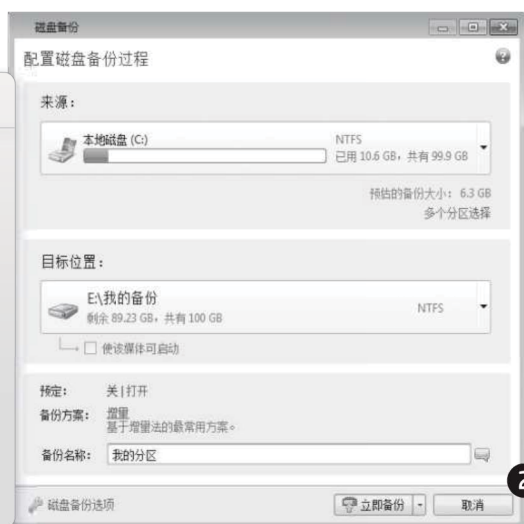 磁盘备份
配置磁盘备份过程
来源：
本地磁盘 (C:)
NTFS
已用 10.6 GB，共有 99.9 GB
预估的备份大小： 6.3 GB
多个分区选择
目标位置：
E:\我的备份
剩余 89.23 GB，共有 100 GB
NTFS
使该媒体可启动
预定： 关|打开
备份方案： 增量
基于增量法的最常用方案。
备份名称： 我的分区
磁盘备份选项
立即备份
取消
2